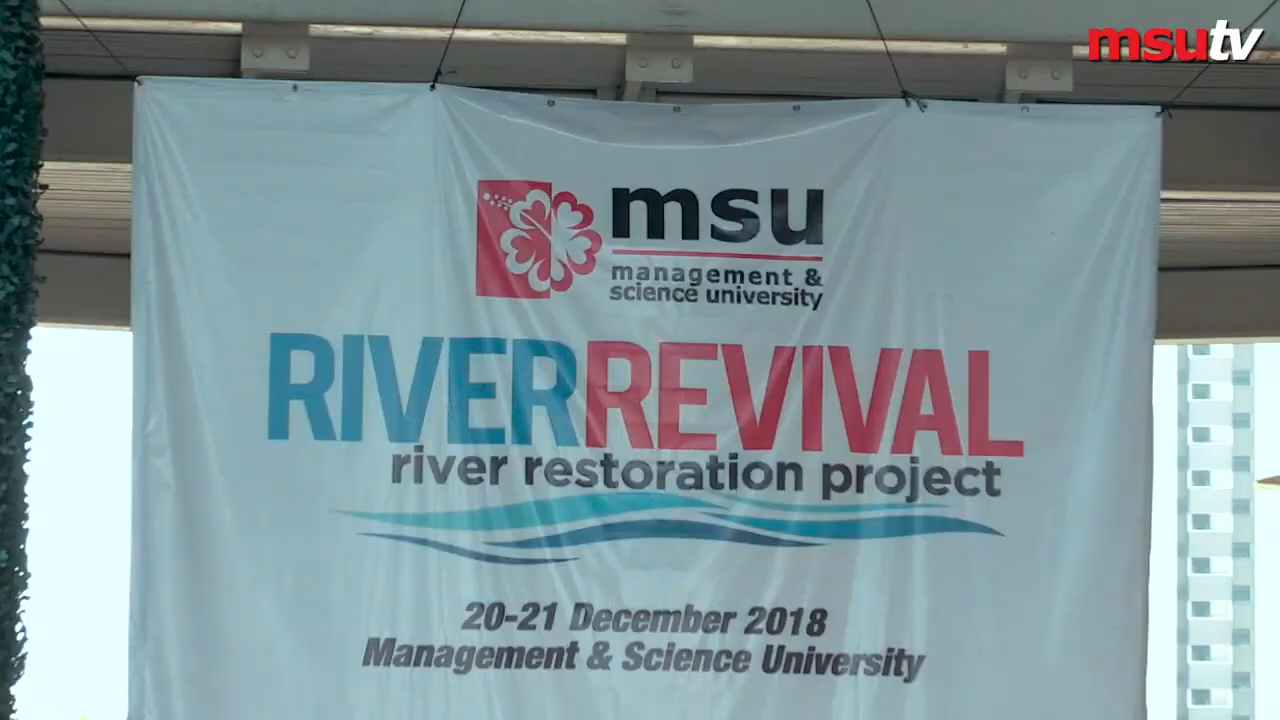 msutv
msu
management &
science university
RIVERREVIVAL
river restoration project
20-21 December 2018
Management & Science University